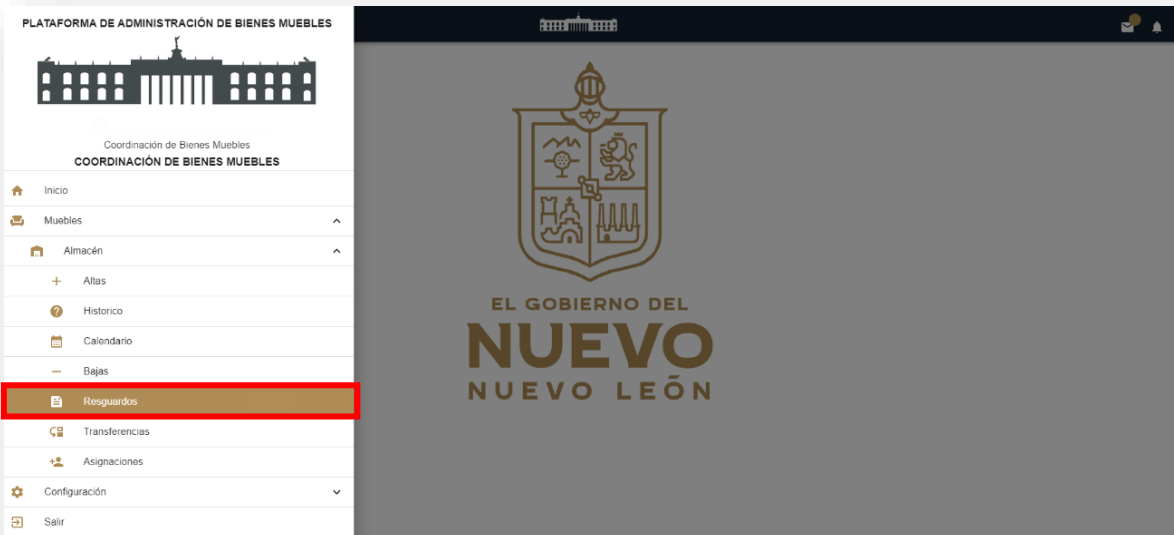 PLATAFORMA DE ADMINISTRACIÓN DE BIENES MUEBLES
Coordinación de Bienes Muebles
COORDINACIÓN DE BIENES MUEBLES
Inicio
Muebles
Almacén
Altas
Historico
Calendario
Bajas
Resguardos
Transferencias
Asignaciones
Configuración
Salir
EL GOBIERNO DEL
NUEVO
NUEVO LEÓN